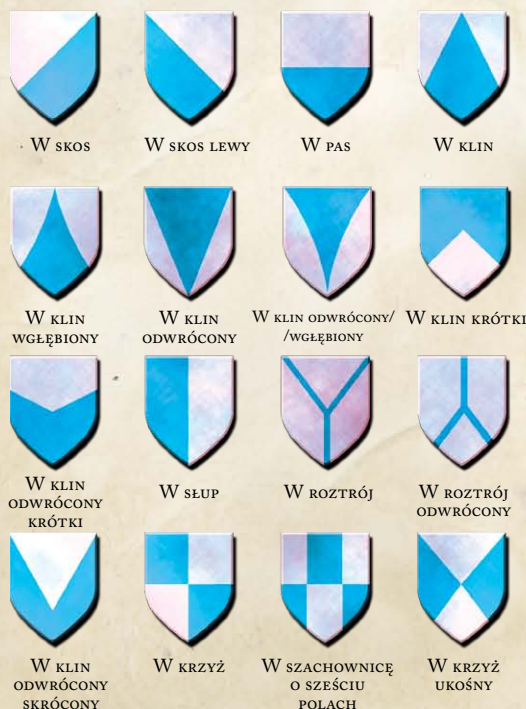 W skos
W skos lewy
W pas
W klin
W klin
wgłębiony
W klin
odwrócony
W klin odwrócony/
/wgłębiony
W klin krótki
W klin
odwrócony
krótki
W słup
W roztrój
W roztrój
odwrócony
W klin
odwrócony
skrócony
W krzyż
W szachownicę
o sześciu
polach
W krzyż
ukośny